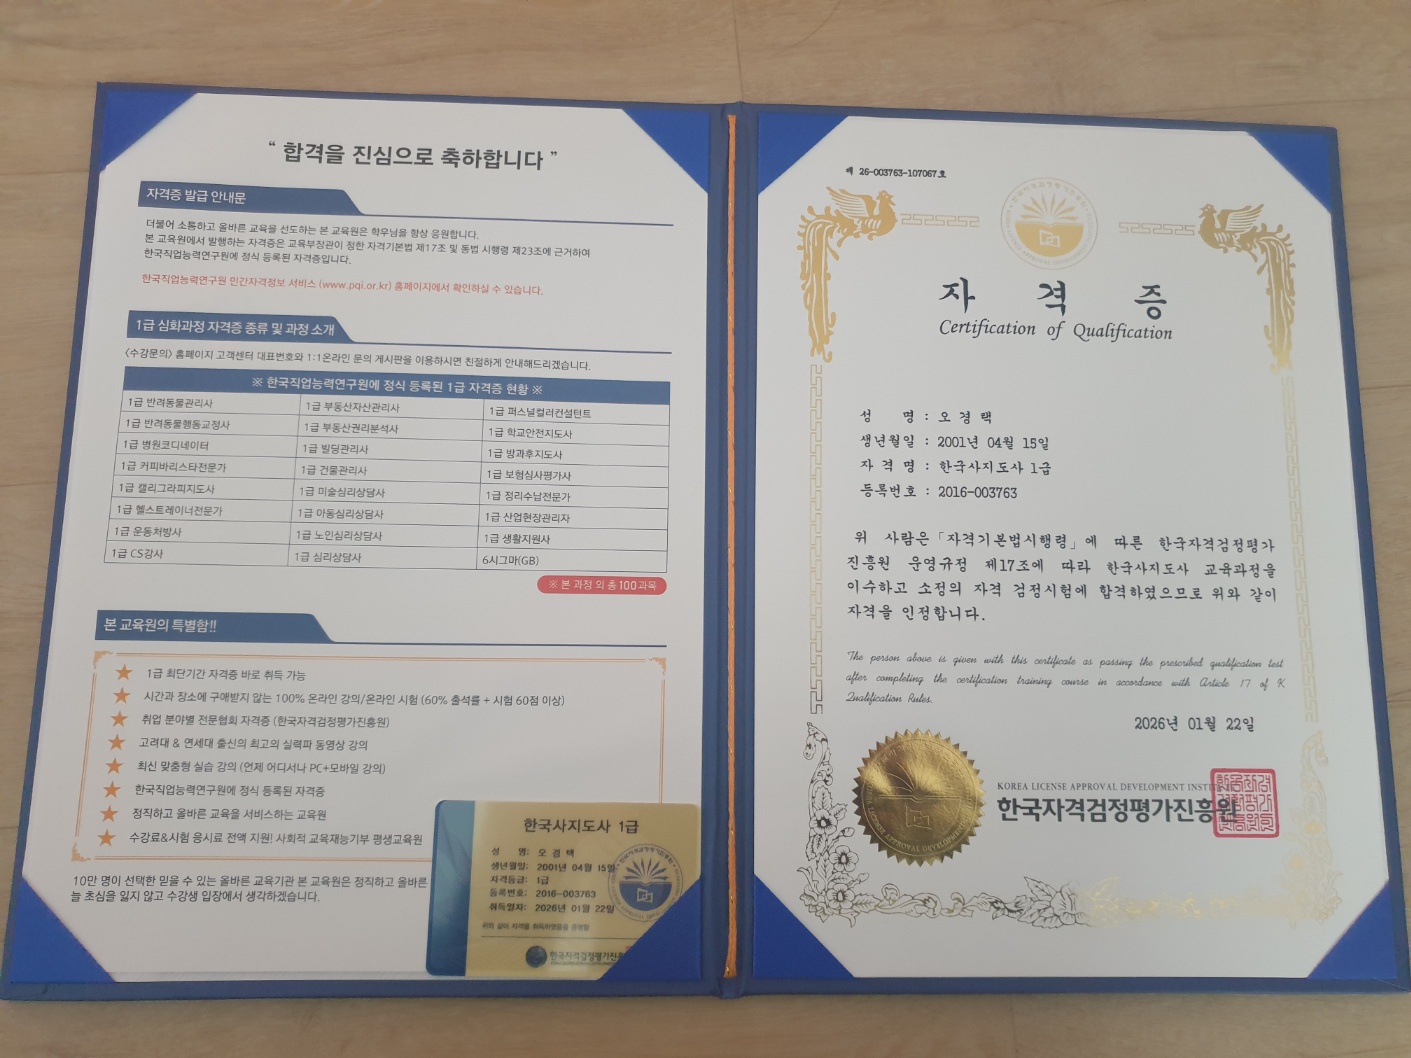 “ 합격을 진심으로 축하합니다 ”
자격증 발급 안내문
더불어 소통하고 올바른 교육을 선도하는 본 교육원은 학우님을 항상 응원합니다.
본 교육원에서 발행하는 자격증은 교육부장관이 정한 자격기본법 제17조 및 동법 시행령 제23조에 근거하여
한국직업능력연구원에 정식 등록된 자격증입니다.
한국직업능력연구원 민간자격정보 서비스 (www.pqi.or.kr) 홈페이지에서 확인하실 수 있습니다.
1급 심화과정 자격증 종류 및 과정 소개
<수강문의> 홈페이지 고객센터 대표번호와 1:1온라인 문의 게시판을 이용하시면 친절하게 안내해드리겠습니다.
※ 한국직업능력연구원에 정식 등록된 1급 자격증 현황 ※
1급 반려동물관리사 1급 부동산자산관리사 1급 퍼스널컬러컨설턴트
1급 반려동물행동교정사 1급 부동산권리분석사 1급 학교안전지도사
1급 병원코디네이터 1급 빌딩관리사 1급 방과후지도사
1급 커피바리스타전문가 1급 건물관리사 1급 보험심사평가사
1급 캘리그라피지도사 1급 미술심리상담사 1급 정리수납전문가
1급 헬스트레이너전문가 1급 아동심리상담사 1급 산업현장관리자
1급 운동처방사 1급 노인심리상담사 1급 생활지원사
1급 CS강사 1급 심리상담사 6시그마(GB)
※ 본 과정 외 총 100과목
본 교육원의 특별함!!
1급 최단기간 자격증 바로 취득 가능
시간과 장소에 구애받지 않는 100% 온라인 강의/온라인 시험 (60% 출석률 + 시험 60점 이상)
취업 분야별 전문협회 자격증 (한국자격검정평가진흥원)
고려대 & 연세대 출신의 최고의 실력파 동영상 강의
최신 맞춤형 실습 강의 (언제 어디서나 PC+모바일 강의)
한국직업능력연구원에 정식 등록된 자격증
정직하고 올바른 교육을 서비스하는 교육원
수강료&시험 응시료 전액 지원! 사회적 교육재능기부 평생교육원
10만 명이 선택한 믿을 수 있는 올바른 교육기관 본 교육원은 정직하고 올바른
늘 초심을 잃지 않고 수강생 입장에서 생각하겠습니다.
한국사지도사 1급
성 명: 오 경 택
생년월일: 2001년 04월 15일
자격등급: 1급
등록번호: 2016-003763
취득일자: 2026년 01월 22일
위와 같이 자격을 취득하였음을 증명함
한국자격검정평가진흥
제 26-003763-107067호
자 격 증
Certification of Qualification
성 명 : 오 경 택
생년월일 : 2001년 04월 15일
자 격 명 : 한국사지도사 1급
등록번호 : 2016-003763
위 사람은 「자격기본법시행령」에 따른 한국자격검정평가
진흥원 운영규정 제17조에 따라 한국사지도사 교육과정을
이수하고 소정의 자격 검정시험에 합격하였으므로 위와 같이
자격을 인정합니다.
The person above is given with this certificate as passing the prescribed qualification test
after completing the certification training course in accordance with Article 17 of K
Qualification Rules.
2026년 01월 22일
KOREA LICENSE APPROVAL DEVELOPMENT
한국자격검정평가진흥원